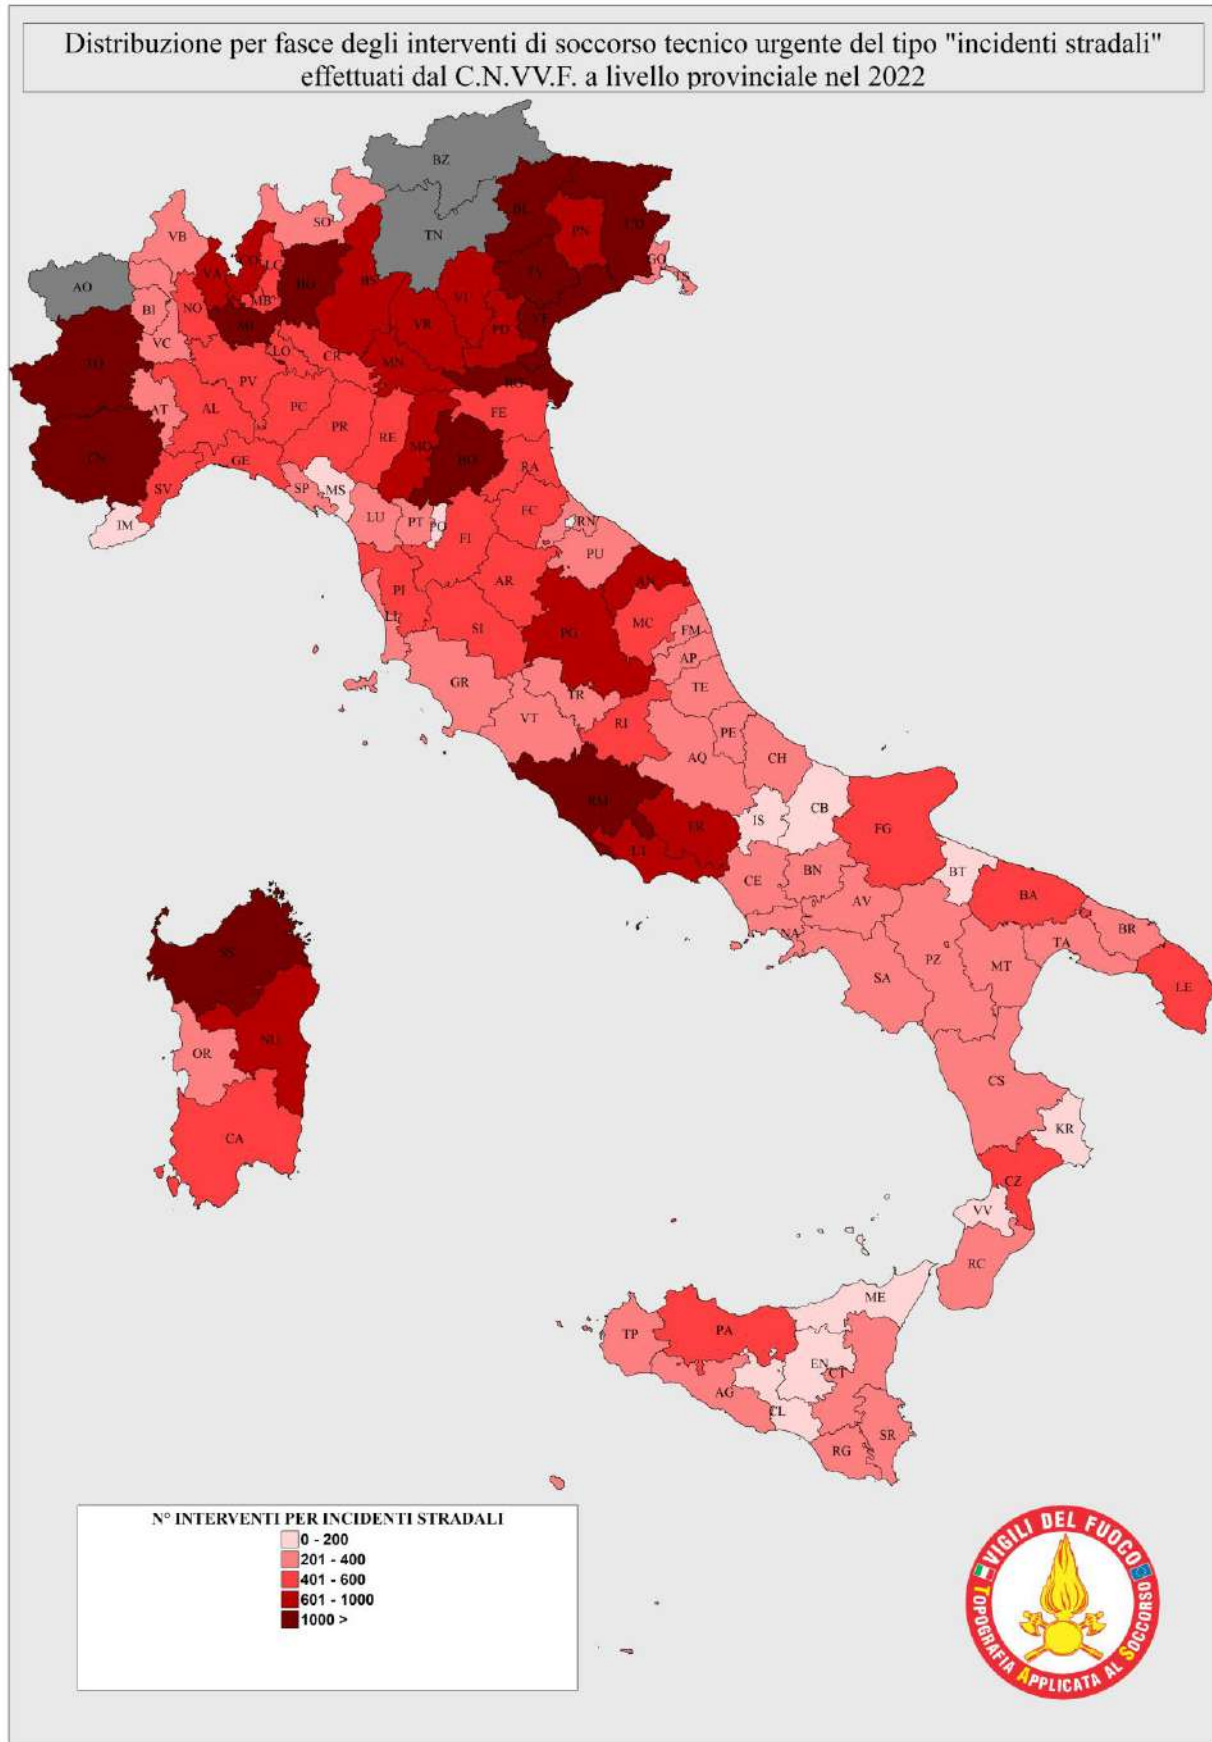 Distribuzione per fasce degli interventi di soccorso tecnico urgente del tipo "incidenti stradali"
effettuati dal C.N.VV.F. a livello provinciale nel 2022
BZ
BL
UD
PN
SO
TN
VB
GO
TS
CO
LC
VA
BG
BS
TV
AO
VI
MB
BI
NO
MI
VR
PD
VE
VC
LO
CR
MN
TO
PV
RO
AT
AL
PC
FE
PR
RE
MO
BO
CN
GE
RA
SV
SP
MS
FC
LU
PT
PO
RN
IM
FI
PU
AR
AN
PI
LI
SI
PG
MC
FM
AP
GR
TE
TR
VT
RI
PE
AQ
CH
RM
CB
IS
FR
FG
LT
BT
CE
BN
BA
AV
NA
BR
TA
SS
PZ
MT
SA
LE
NU
OR
CS
CA
KR
CZ
VV
RC
ME
TP
PA
EN
CT
AG
CL
SR
RG
N° INTERVENTI PER INCIDENTI STRADALI
0 - 200
201 - 400
401 - 600
601 - 1000
1000 >
VIGILI DEL FUOCO
TOPOGRAFIA APPLICATA AL SOCCORSO